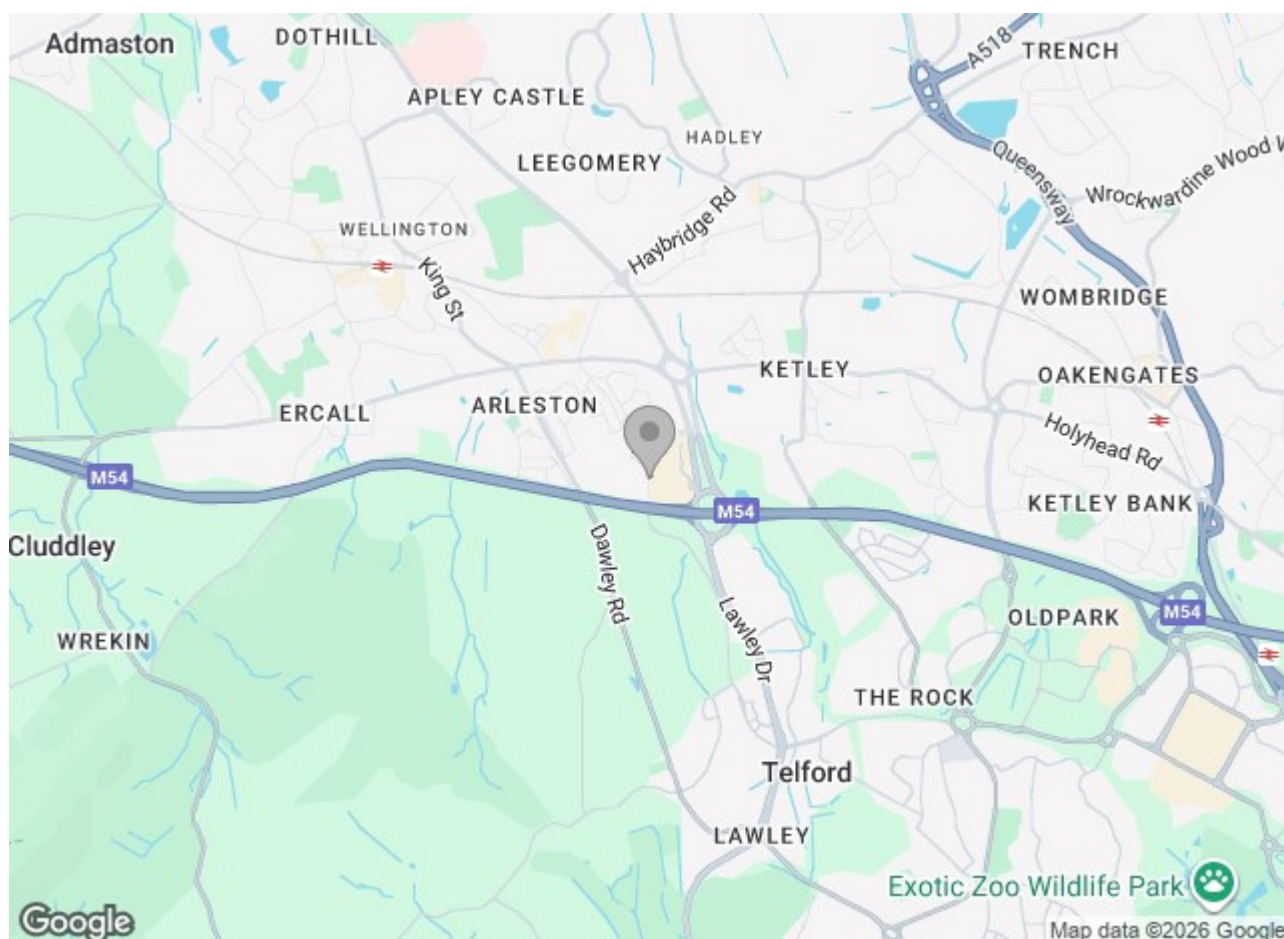 Admaston
DOTHILL
A518
TRENCH
APLEY CASTLE
HADLEY
LEEGOMERY
Queensway
Wrockwardine Wood W
WELLINGTON
Haybridge Rd
King St
WOMBRIDGE
KETLEY
OAKENGATES
ERCALL
ARLESTON
Holyhead Rd
M54
M54
KETLEY BANK
Cluddley
Dawley Rd
M54
OLDPARK
WREKIN
Lawley Dr
THE ROCK
Telford
LAWLEY
Exotic Zoo Wildlife Park
Google
Map data ©2026 Google